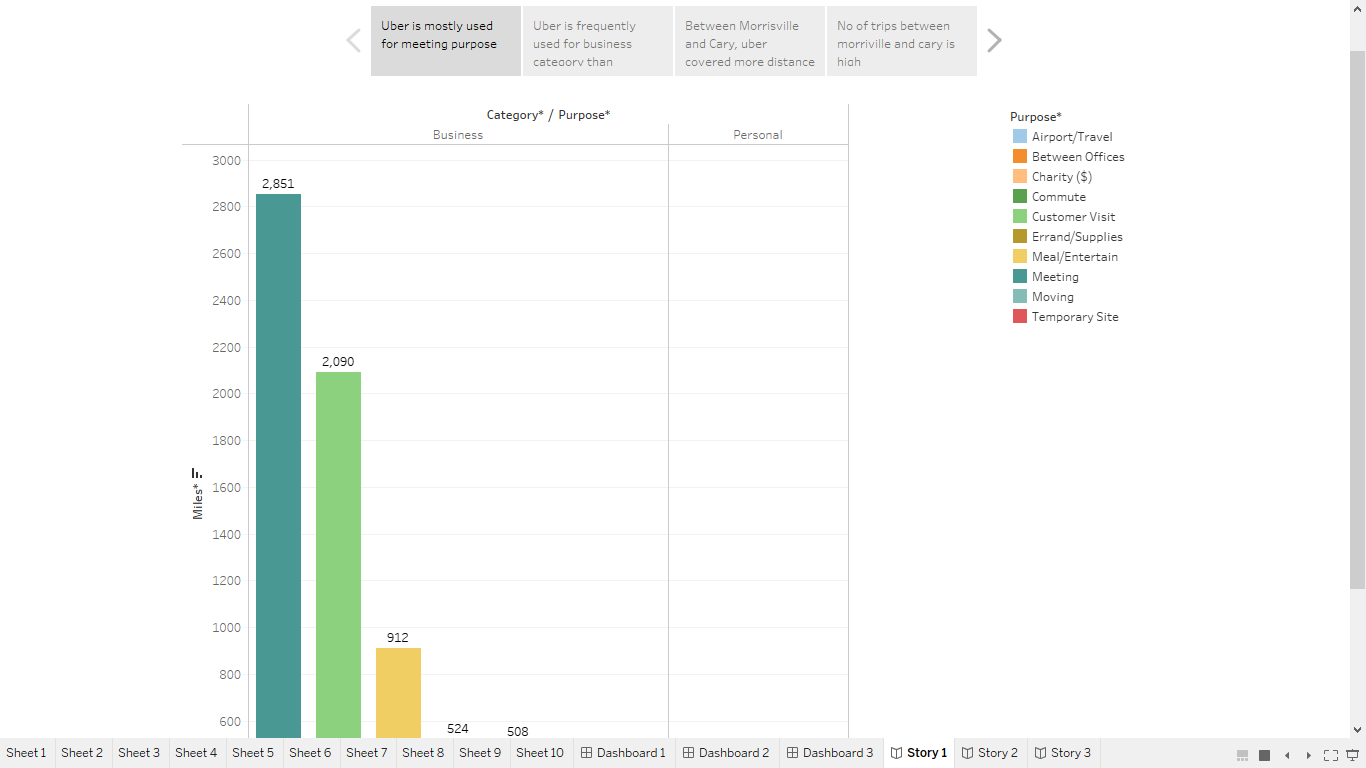 Uber is mostly used
for meeting purpose
Uber is frequently
used for business
category than
Between Morrisville
and Cary, uber
covered more distance
No of trips between
morriville and cary is
high
Category* / Purpose*
Business
Personal
3000
2800
2600
2400
2200
2000
1800
1600
1400
1200
1000
800
600
Miles*
2,851
2,090
912
524
508
Purpose*
Airport/Travel
Between Offices
Charity ($)
Commute
Customer Visit
Errand/Supplies
Meal/Entertain
Meeting
Moving
Temporary Site
Sheet 1 Sheet 2 Sheet 3 Sheet 4 Sheet 5 Sheet 6 Sheet 7 Sheet 8 Sheet 9 Sheet 10 Dashboard 1 Dashboard 2 Dashboard 3 Story 1 Story 2 Story 3